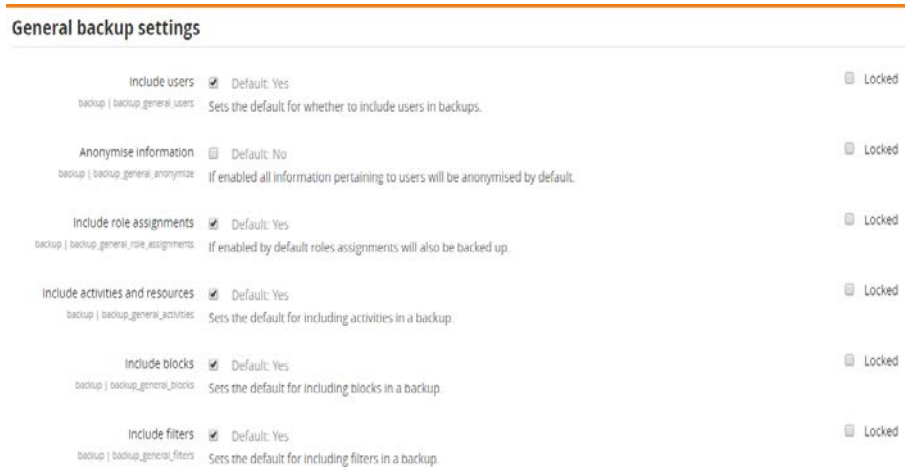 General backup settings
Include users Default: Yes Locked
backup | backup_general_users Sets the default for whether to include users in backups.
Anonymise information Default: No Locked
backup | backup_general_anonymize If enabled all information pertaining to users will be anonymised by default.
Include role assignments Default: Yes Locked
backup | backup_general_role_assignments If enabled by default roles assignments will also be backed up.
Include activities and resources Default: Yes Locked
backup | backup_general_activities Sets the default for including activities in a backup.
Include blocks Default: Yes Locked
backup | backup_general_blocks Sets the default for including blocks in a backup.
Include filters Default: Yes Locked
backup | backup_general_filters Sets the default for including filters in a backup.